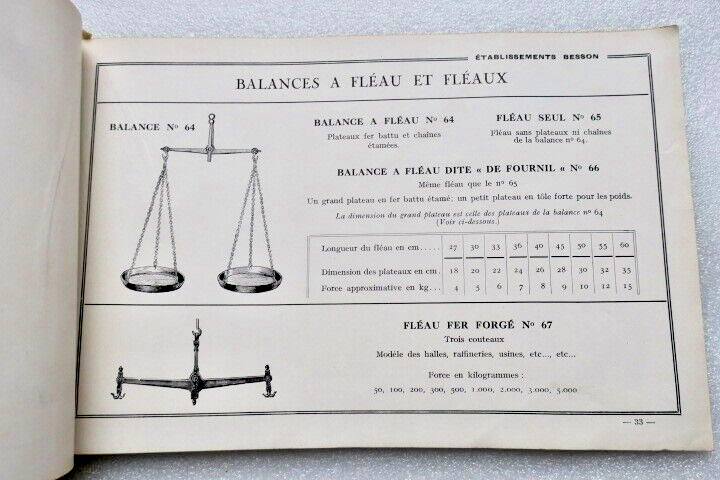 ÉTABLISSEMENTS BESSON
BALANCES A FLÉAU ET FLÉAUX
BALANCE No 64
BALANCE A FLÉAU No 64
Plateaux fer battu et chaînes
étamées.
FLÉAU SEUL No 65
Fléau sans plateaux ni chaines
de la balance no 64.
BALANCE A FLÉAU DITE « DE FOURNIL « No 66
Même fléau que le no 65
Un grand plateau en fer battu étamé; un petit plateau en tôle forte pour les poids.
La dimension du grand plateau est celle des plateaux de la balance no 64
(Voir ci-dessous.)
Longueur du fléau en cm..... 27 30 33 36 40 45 50 55 60
Dimension des plateaux en cm. 18 20 22 24 26 28 30 32 35
Force approximative en kg... 4 5 6 7 8 9 10 12 15
FLÉAU FER FORGÉ No 67
Trois couteaux
Modèle des halles, raffineries, usines, etc..., etc...
Force en kilogrammes :
50, 100, 200, 300, 500, 1.000, 2.000, 3.000, 5.000
— 33 —